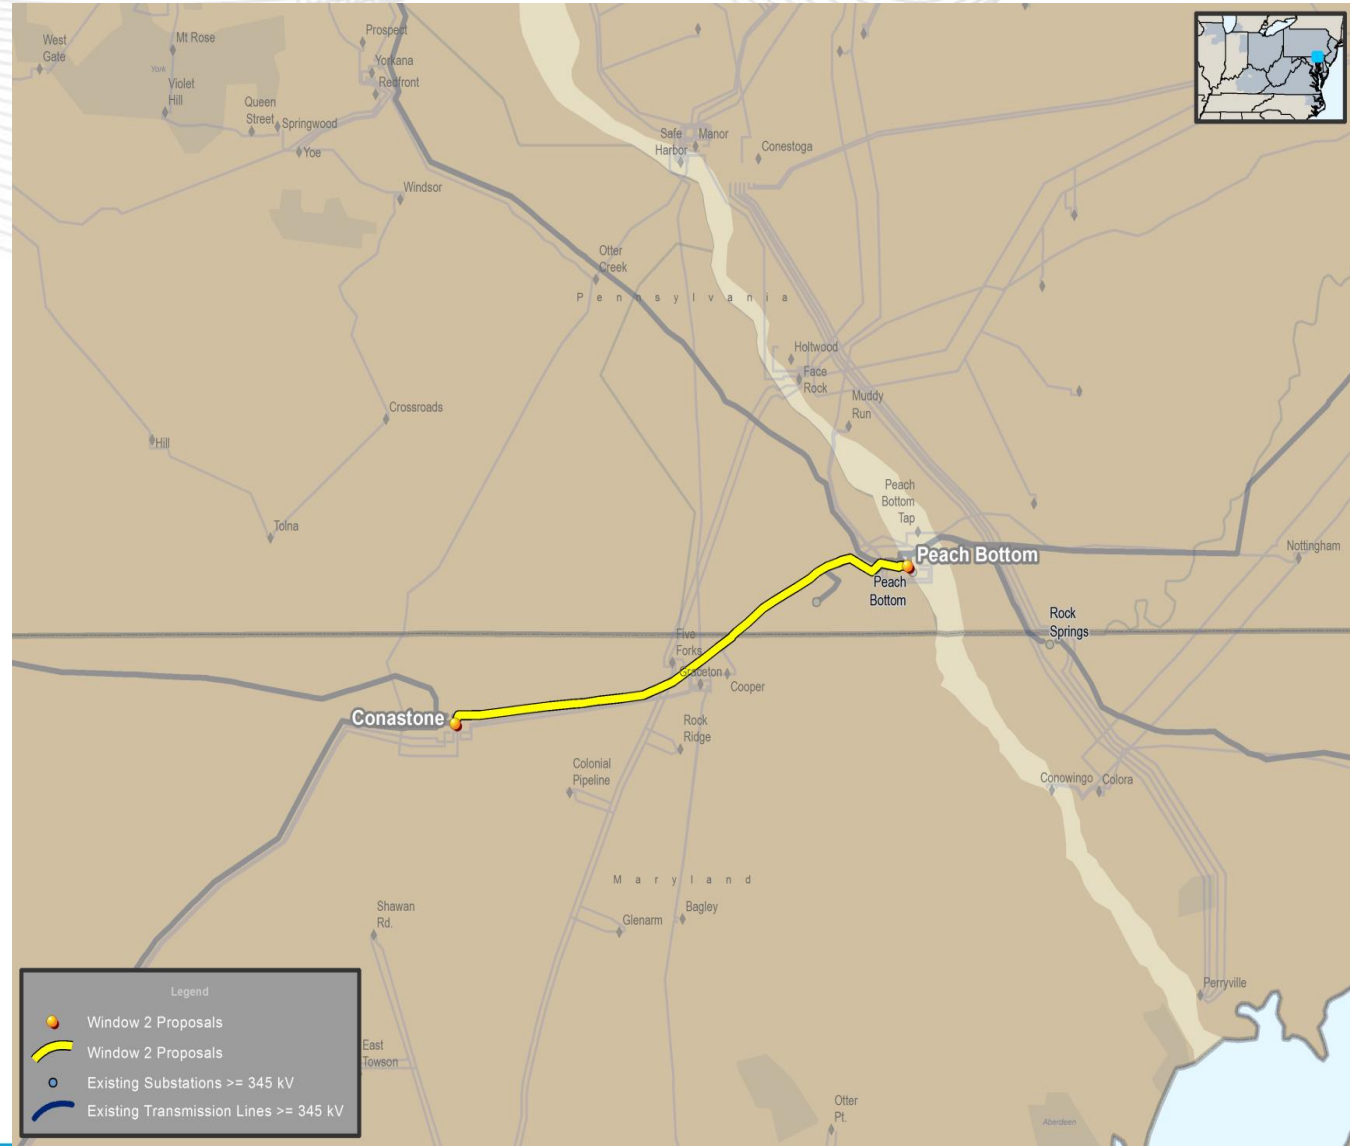 West
Gate
Mt Rose
York
Violet
Hill
Prospect
Yorkana
Redfront
Queen
Street
Springwood
Yoe
Windsor
Safe
Harbor
Manor
Conestoga
Otter
Creek
Pennsylvania
Holtwood
Face
Rock
Muddy
Run
Crossroads
Hill
Tolna
Peach
Bottom
Tap
Peach Bottom
Peach
Bottom
Nottingham
Rock
Springs
Five
Forks
Graceton
Cooper
Conastone
Rock
Ridge
Colonial
Pipeline
Conowingo
Colora
Maryland
Shawan
Rd.
Glenarm
Bagley
Perryville
East
Towson
Otter
Pt.
Aberdeen
Legend
Window 2 Proposals
Window 2 Proposals
Existing Substations >= 345 kV
Existing Transmission Lines >= 345 kV